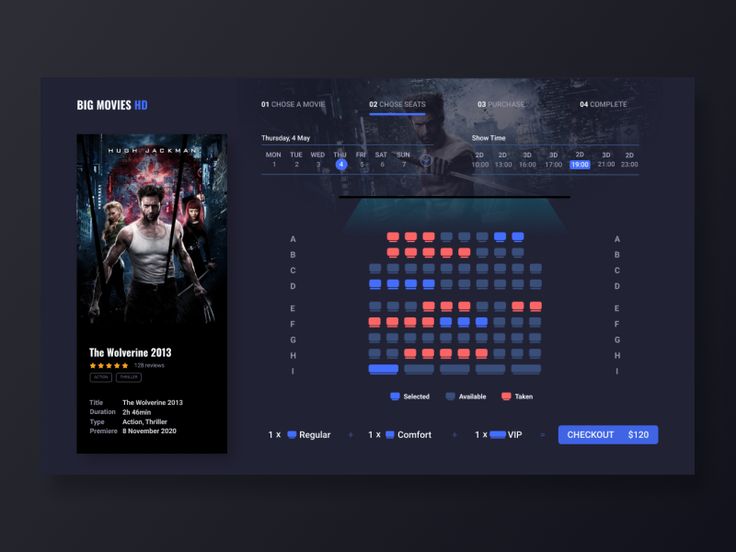 BIG MOVIES HD
01 CHOSE A MOVIE
02 CHOSE SEATS
03 PURCHASE
04 COMPLETE
HUGH JACKMAN
The Wolverine 2013
128 reviews
ACTION THRILLER
Title The Wolverine 2013
Duration 2h 46min
Type Action, Thriller
Premiere 8 November 2020
Thursday, 4 May
MON TUE WED THU FRI SAT SUN
1 2 3 4 5 6 7
Show Time
2D 2D 3D 3D 2D 3D 3D
10:00 13:00 16:00 17:00 19:00 21:00 23:00
A A
B B
C C
D D
E E
F F
G G
H H
I I
Selected Available Taken
1 x Regular + 1 x Comfort + 1 x VIP = CHECKOUT $120